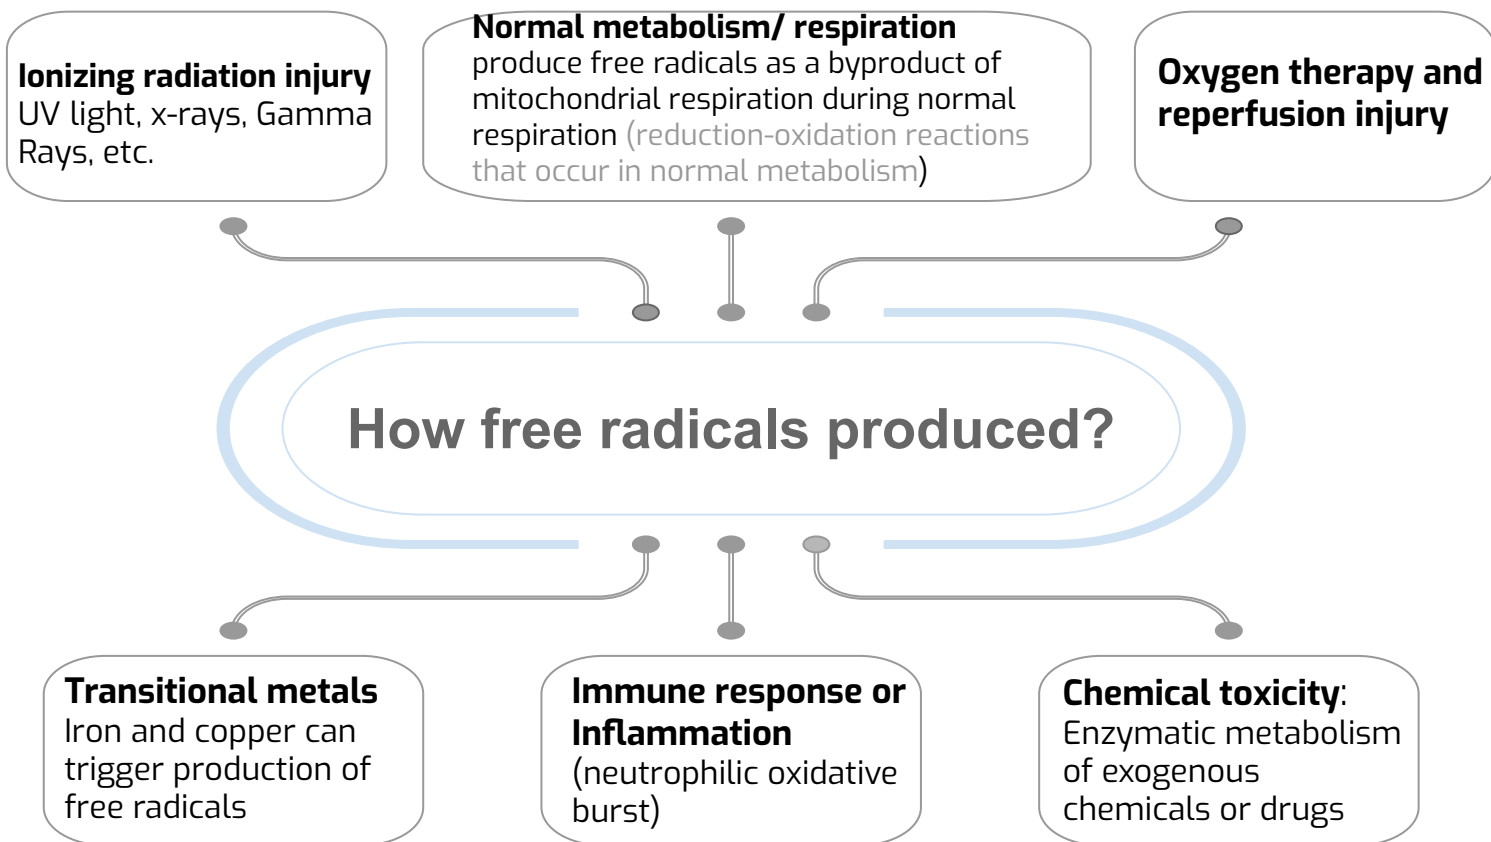 Ionizing radiation injury
UV light, x-rays, Gamma
Rays, etc.
Normal metabolism/ respiration
produce free radicals as a byproduct of
mitochondrial respiration during normal
respiration (reduction-oxidation reactions
that occur in normal metabolism)
Oxygen therapy and
reperfusion injury
How free radicals produced?
Transitional metals
Iron and copper can
trigger production of
free radicals
Immune response or
Inflammation
(neutrophilic oxidative
burst)
Chemical toxicity:
Enzymatic metabolism
of exogenous
chemicals or drugs